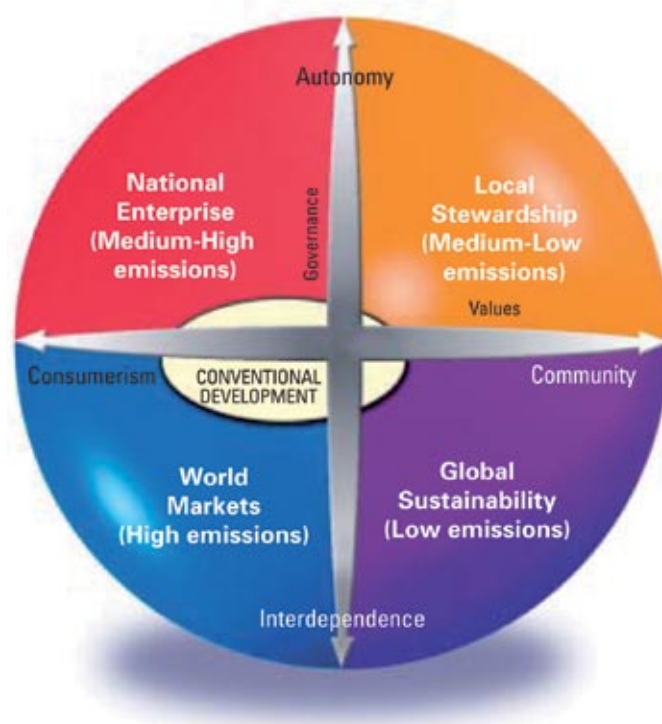 Autonomy
National
Enterprise
(Medium-High
emissions)
Governance
Local
Stewardship
(Medium-Low
emissions)
Values
Consumerism
CONVENTIONAL
DEVELOPMENT
Community
World
Markets
(High emissions)
Global
Sustainability
(Low emissions)
Interdependence